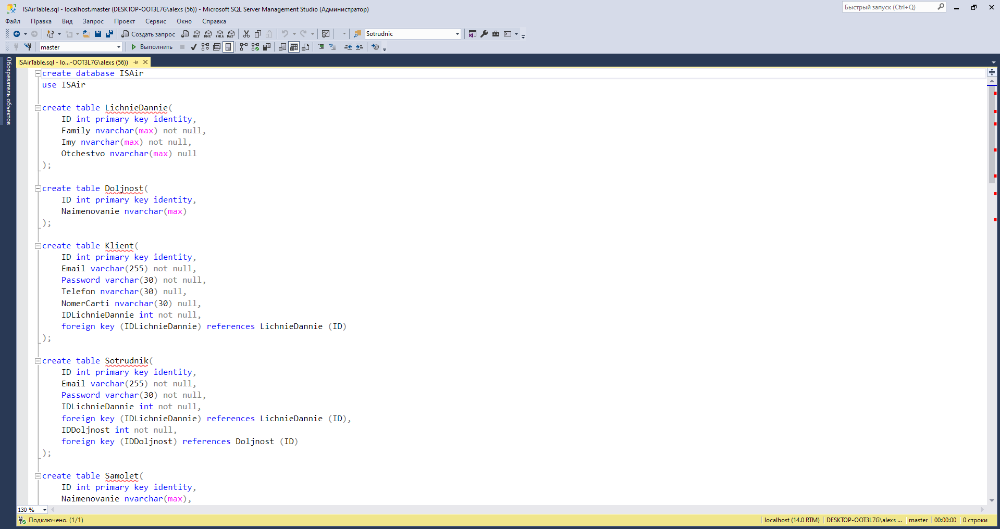 ISAirTable.sql - localhost.master (DESKTOP-OOT3L7G\alexs (56)) - Microsoft SQL Server Management Studio (Администратор)
Быстрый запуск (Ctrl+Q)
Файл Правка Вид Запрос Проект Сервис Окно Справка
Создать запрос MDX DMX XMLA DAX Sotrudnic
master Выполнить
Обозреватель объектов
ISAirTable.sql - lo...-OOT3L7G\alexs (56))
create database ISAir
use ISAir
create table LichnieDannie(
ID int primary key identity,
Family nvarchar(max) not null,
Imy nvarchar(max) not null,
Otchestvo nvarchar(max) null
);
create table Doljnost(
ID int primary key identity,
Naimenovanie nvarchar(max)
);
create table Klient(
ID int primary key identity,
Email varchar(255) not null,
Password varchar(30) not null,
Telefon nvarchar(30) null,
NomerCarti nvarchar(30) null,
IDLichnieDannie int not null,
foreign key (IDLichnieDannie) references LichnieDannie (ID)
);
create table Sotrudnik(
ID int primary key identity,
Email varchar(255) not null,
Password varchar(30) not null,
IDLichnieDannie int not null,
foreign key (IDLichnieDannie) references LichnieDannie (ID),
IDDoljnost int not null,
foreign key (IDDoljnost) references Doljnost (ID)
);
create table Samolet(
ID int primary key identity,
Naimenovanie nvarchar(max),
130 %
Подключено. (1/1) localhost (14.0 RTM) DESKTOP-OOT3L7G\alexs ... master 00:00:00 0 строки